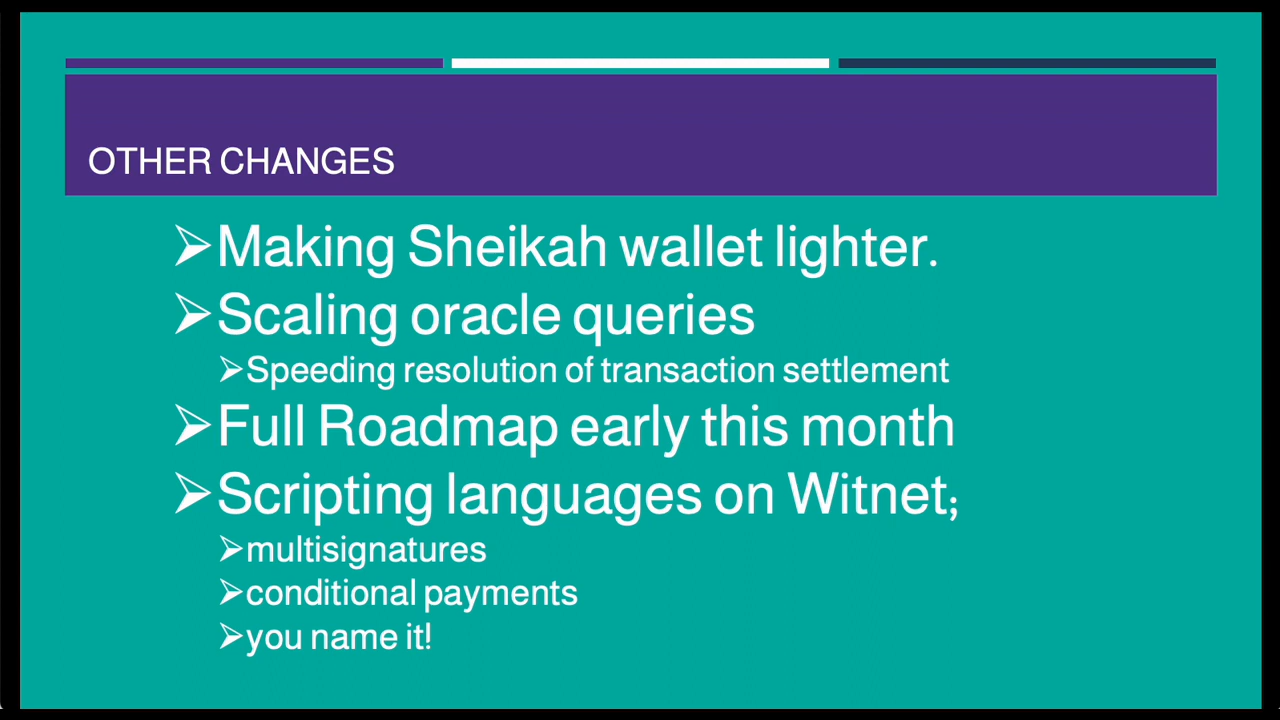 OTHER CHANGES
➢Making Sheikah wallet lighter.
➢Scaling oracle queries
➢Speeding resolution of transaction settlement
➢Full Roadmap early this month
➢Scripting languages on Witnet;
➢multisignatures
➢conditional payments
➢you name it!